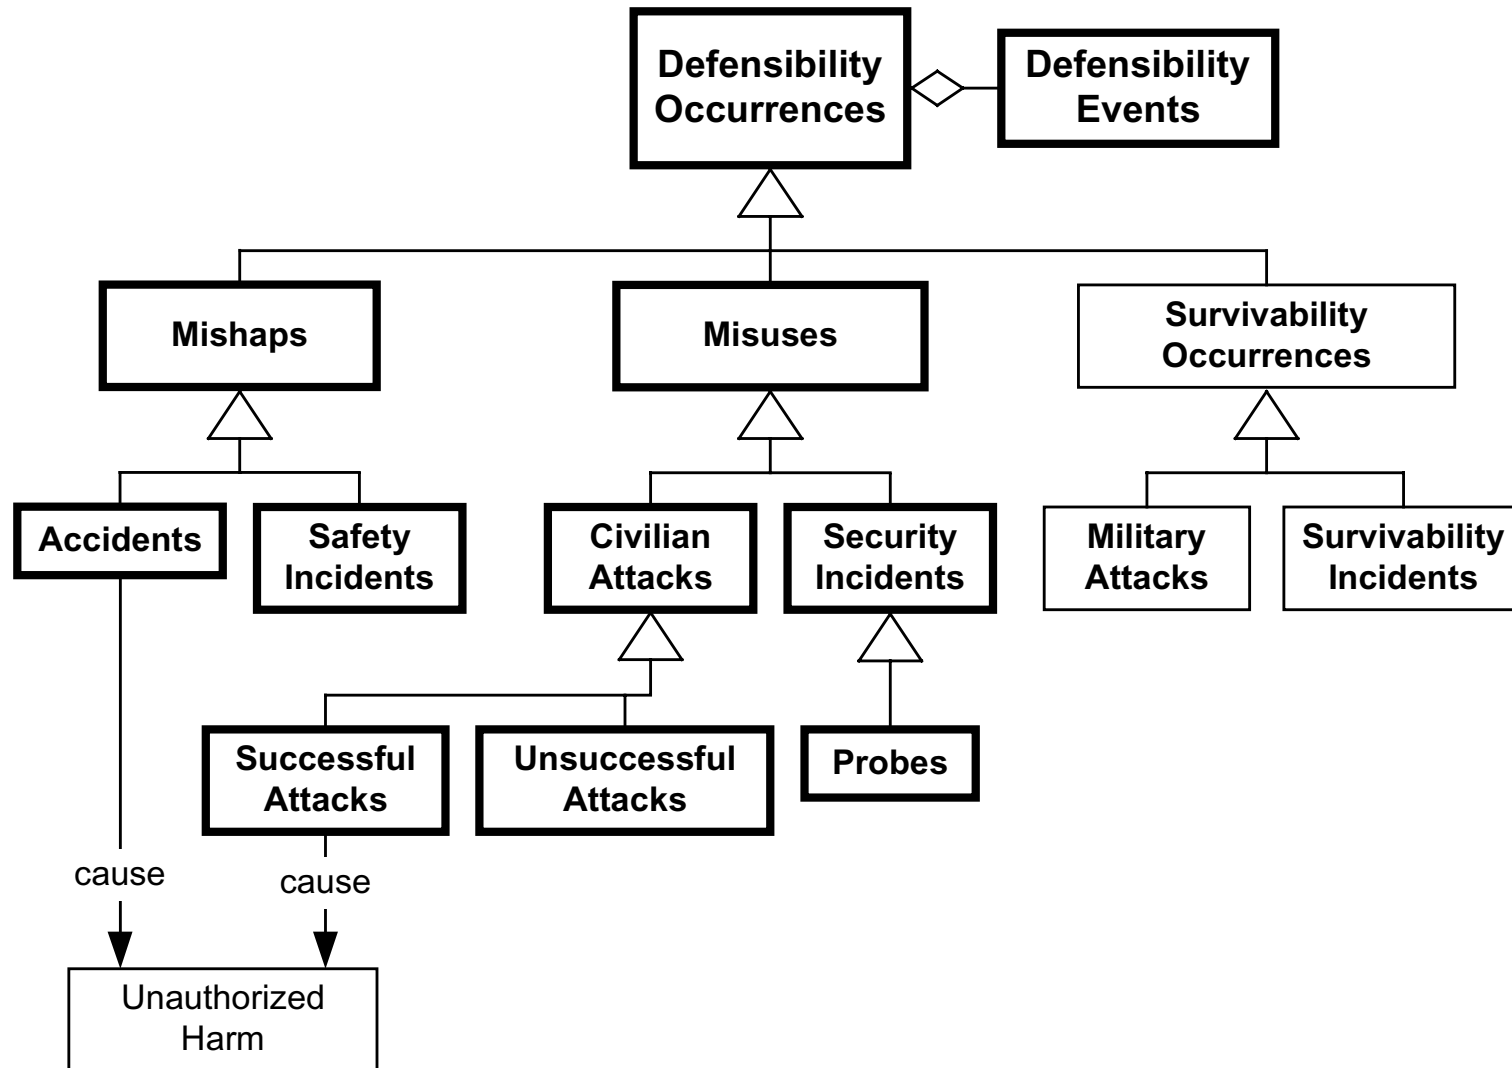 Defensibility
Occurrences
Defensibility
Events
Mishaps
Misuses
Survivability
Occurrences
Accidents
Safety
Incidents
Civilian
Attacks
Security
Incidents
Military
Attacks
Survivability
Incidents
Successful
Attacks
Unsuccessful
Attacks
Probes
cause
cause
Unauthorized
Harm